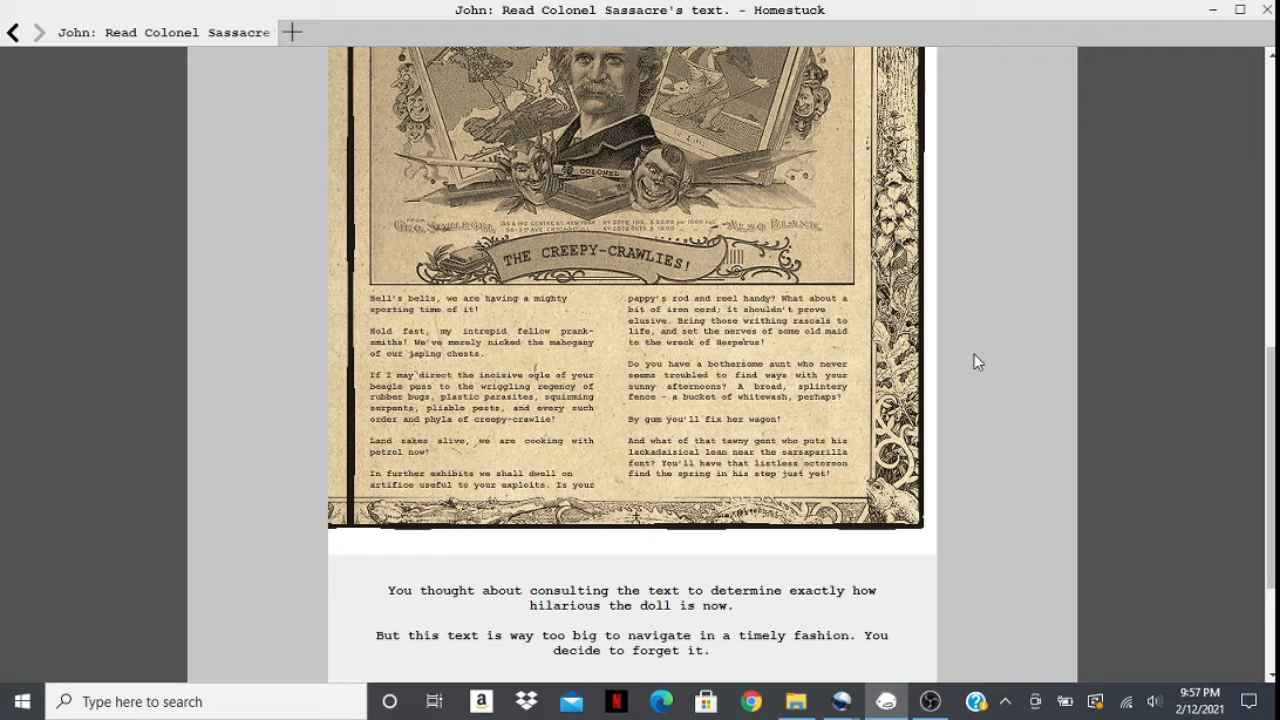 John: Read Colonel Sassacre's text. - Homestuck
John: Read Colonel Sassacre
COLONEL
ALSO BLANK.
THE CREEPY-CRAWLIES!
Hell's bells, we are having a mighty
sporting time of it!
Hold fast, my intrepid fellow prank-
smiths! We've merely nicked the mahogany
of our japing chests.
If I may direct the incisive ogle of your
beagle puss to the wriggling regency of
rubber bugs, plastic parasites, squirming
serpents, pliable pests, and every such
order and phyla of creepy-crawlie!
Land sakes alive, we are cooking with
petrol now!
In further exhibits we shall dwell on
artifice useful to your exploits. Is your
pappy's rod and reel handy? What about a
bit of iron cord; it shouldn't prove
elusive. Bring those writhing rascals to
life, and set the nerves of some old maid
to the wreck of Hesperus!
Do you have a bothersome aunt who never
seems troubled to find ways with your
sunny afternoons? A broad, splintery
fence - a bucket of whitewash, perhaps?
By gum you'll fix her wagon!
And what of that tawny gent who puts his
lackadaisical lean near the sarsaparilla
font? You'll have that listless octoroon
find the spring in his step just yet!
You thought about consulting the text to determine exactly how
hilarious the doll is now.
But this text is way too big to navigate in a timely fashion. You
decide to forget it.
Type here to search
9:57 PM
2/12/2021